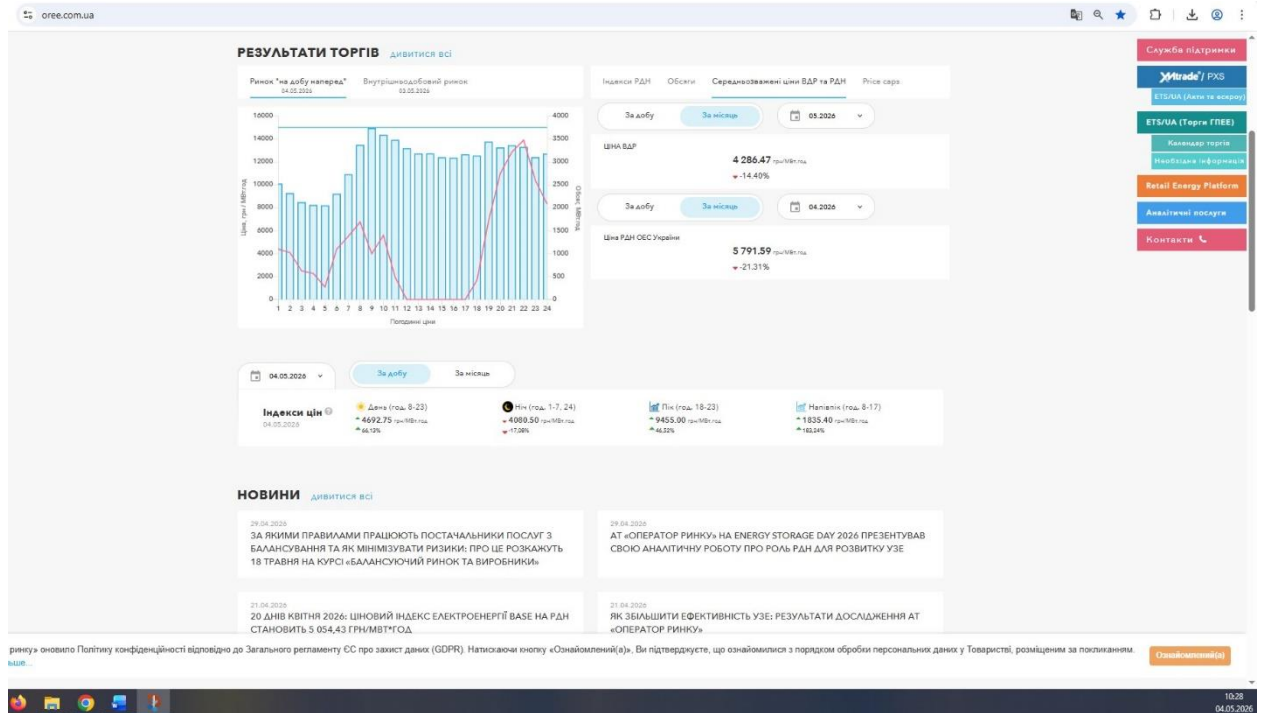 oree.com.ua
РЕЗУЛЬТАТИ ТОРГІВ дивитися всі
Ринок "на добу наперед" Внутрішньодобовий ринок
04.05.2026 03.05.2026
16000
14000
12000
10000
8000
6000
4000
2000
0
Ціна, грн / МВт.год
4000
3500
3000
2500
2000
1500
1000
500
0
Обсяг, МВт.год
1 2 3 4 5 6 7 8 9 10 11 12 13 14 15 16 17 18 19 20 21 22 23 24
Погодинні ціни
Індекси РДН Обсяги Середньозважені ціни ВДР та РДН Price caps
За добу За місяць 05.2026
ЦІНА ВДР
4 286.47 грн/МВт.год
-14.40%
За добу За місяць 04.2026
Ціна РДН ОЕС України
5 791.59 грн/МВт.год
-21.31%
Служба підтримки
XMtrade®/ PXS
ETS/UA (Акти та ескроу)
ETS/UA (Торги ГПЕЕ)
Календар торгів
Необхідна інформація
Retail Energy Platform
Аналітичні послуги
Контакти
04.05.2026 За добу За місяць
Індекси цін
04.05.2026
День (год. 8-23)
4692.75 грн/МВт.год
66,13%
Ніч (год. 1-7, 24)
4080.50 грн/МВт.год
-17,08%
Пік (год. 18-23)
9455.00 грн/МВт.год
46,52%
Напівпік (год. 8-17)
1835.40 грн/МВт.год
183,24%
НОВИНИ дивитися всі
29.04.2026
ЗА ЯКИМИ ПРАВИЛАМИ ПРАЦЮЮТЬ ПОСТАЧАЛЬНИКИ ПОСЛУГ З
БАЛАНСУВАННЯ ТА ЯК МІНІМІЗУВАТИ РИЗИКИ: ПРО ЦЕ РОЗКАЖУТЬ
18 ТРАВНЯ НА КУРСІ «БАЛАНСУЮЧИЙ РИНОК ТА ВИРОБНИКИ»
29.04.2026
АТ «ОПЕРАТОР РИНКУ» НА ENERGY STORAGE DAY 2026 ПРЕЗЕНТУВАВ
СВОЮ АНАЛІТИЧНУ РОБОТУ ПРО РОЛЬ РДН ДЛЯ РОЗВИТКУ УЗЕ
21.04.2026
20 ДНІВ КВІТНЯ 2026: ЦІНОВИЙ ІНДЕКС ЕЛЕКТРОЕНЕРГІЇ BASE НА РДН
СТАНОВИТЬ 5 054,43 ГРН/МВТ*ГОД
21.04.2026
ЯК ЗБІЛЬШИТИ ЕФЕКТИВНІСТЬ УЗЕ: РЕЗУЛЬТАТИ ДОСЛІДЖЕННЯ АТ
«ОПЕРАТОР РИНКУ»
ринку» оновило Політику конфіденційності відповідно до Загального регламенту ЄС про захист даних (GDPR). Натискаючи кнопку «Ознайомлений(а)», Ви підтверджуєте, що ознайомилися з порядком обробки персональних даних у Товаристві, розміщеним за покликанням.
ьше...
Ознайомлений(а)
10:28
04.05.2026